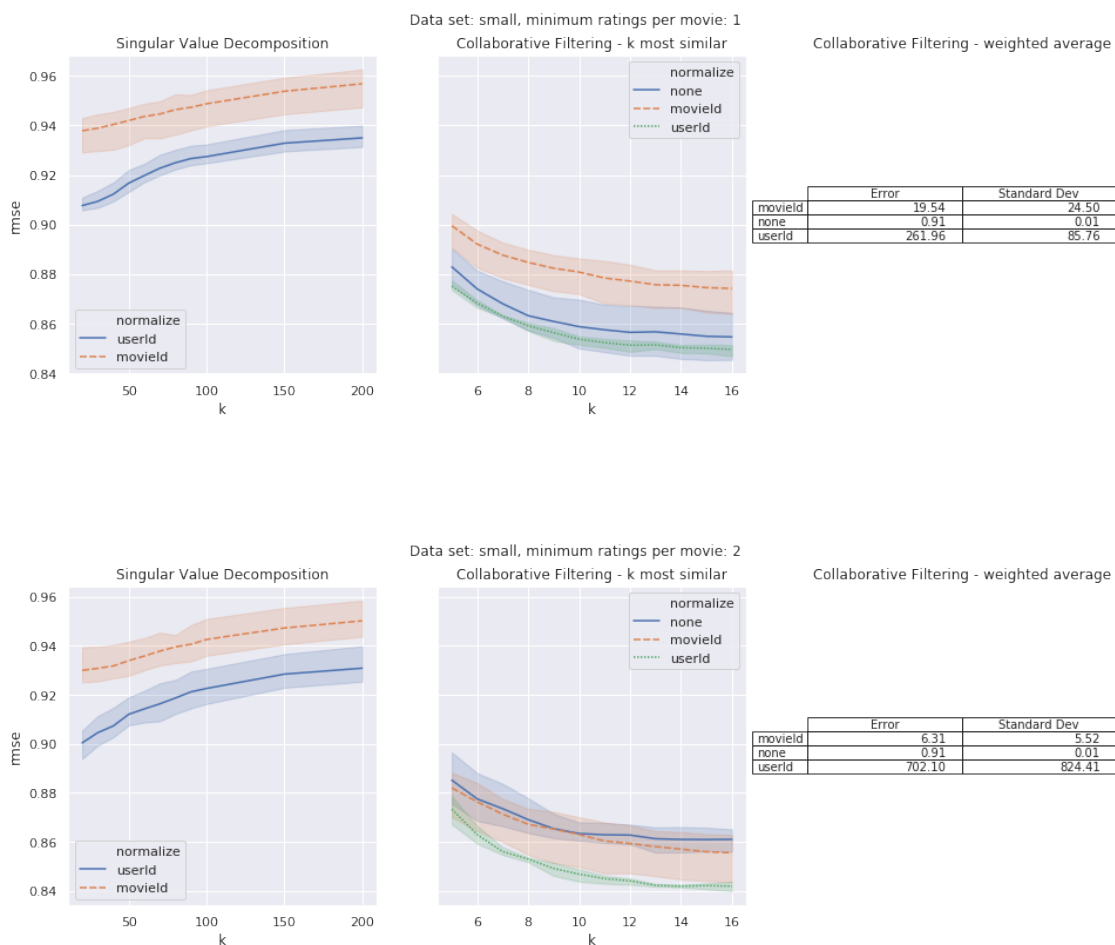 Data set: small, minimum ratings per movie: 1
Singular Value Decomposition
Collaborative Filtering - k most similar
Collaborative Filtering - weighted average
rmse
0.96
0.94
0.92
0.90
0.88
0.86
0.84
normalize
userId
movieId
50
100
150
200
k
normalize
none
movieId
userId
6
8
10
12
14
16
k
Error Standard Dev
movieId 19.54 24.50
none 0.91 0.01
userId 261.96 85.76
Data set: small, minimum ratings per movie: 2
Singular Value Decomposition
Collaborative Filtering - k most similar
Collaborative Filtering - weighted average
rmse
0.96
0.94
0.92
0.90
0.88
0.86
0.84
normalize
userId
movieId
50
100
150
200
k
normalize
none
movieId
userId
6
8
10
12
14
16
k
Error Standard Dev
movieId 6.31 5.52
none 0.91 0.01
userId 702.10 824.41